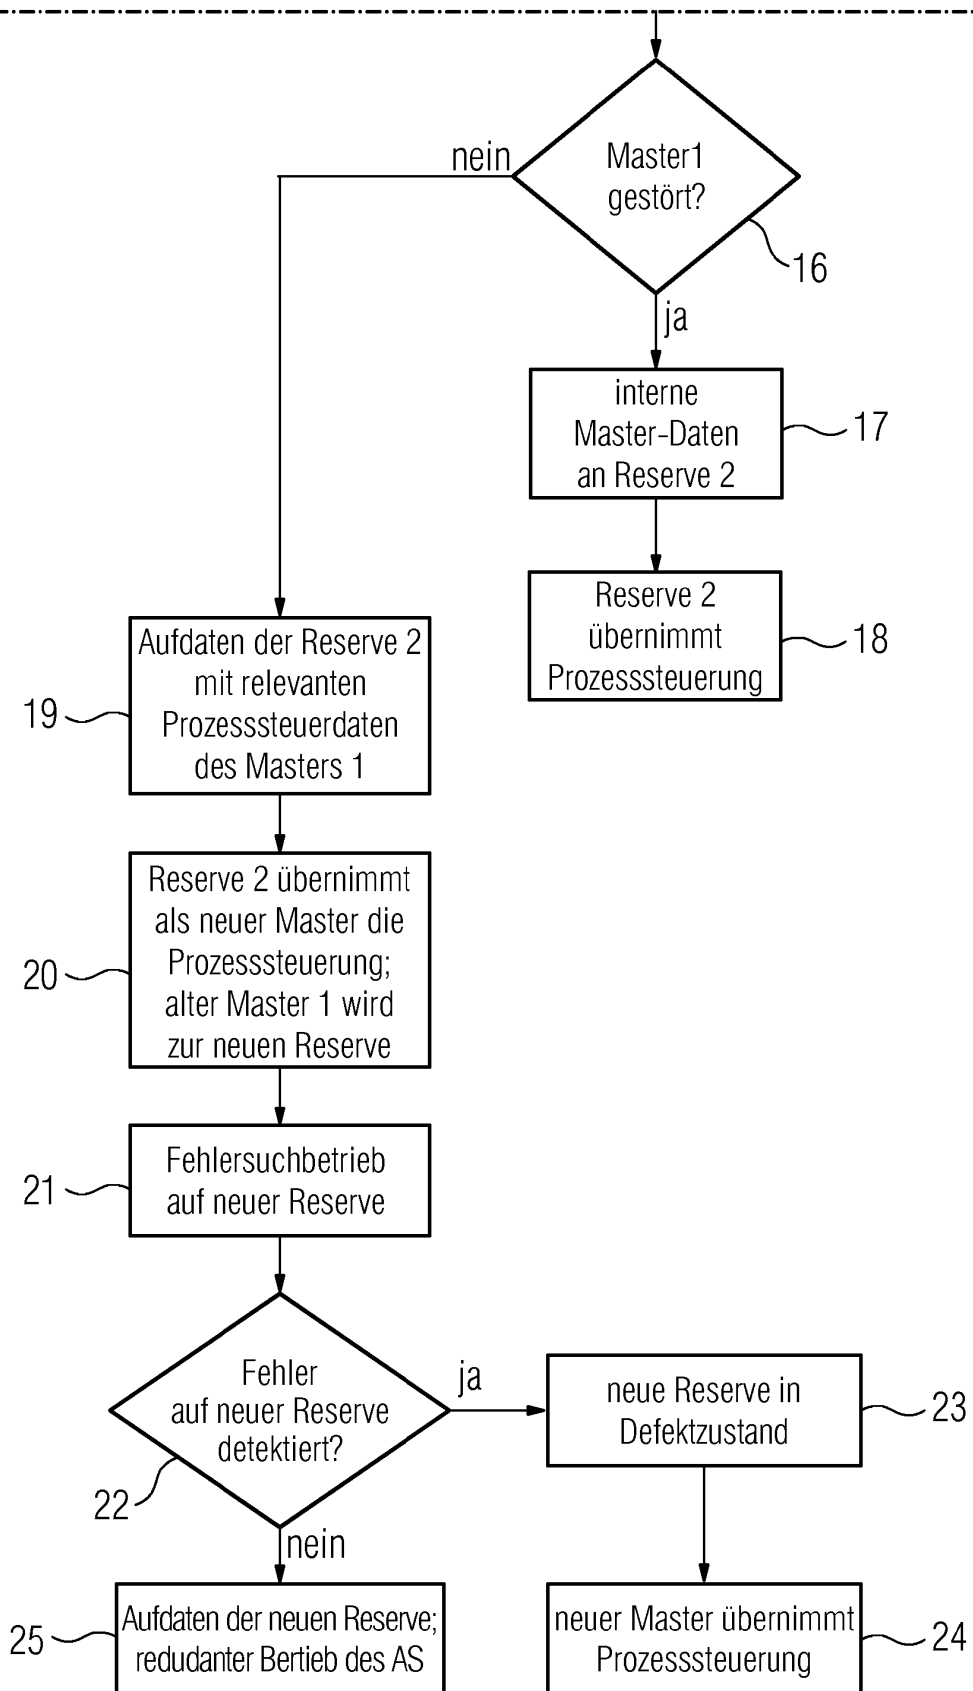 nein
Master1
gestört?
16
ja
interne
Master-Daten
an Reserve 2
17
Reserve 2
übernimmt
Prozesssteuerung
18
Aufdaten der Reserve 2
mit relevanten
Prozesssteuerdaten
des Masters 1
19
Reserve 2 übernimmt
als neuer Master die
Prozesssteuerung;
alter Master 1 wird
zur neuen Reserve
20
Fehlersuchbetrieb
auf neuer Reserve
21
Fehler
auf neuer Reserve
detektiert?
22
ja
neue Reserve in
Defektzustand
23
nein
Aufdaten der neuen Reserve;
redudanter Bertieb des AS
25
neuer Master übernimmt
Prozesssteuerung
24